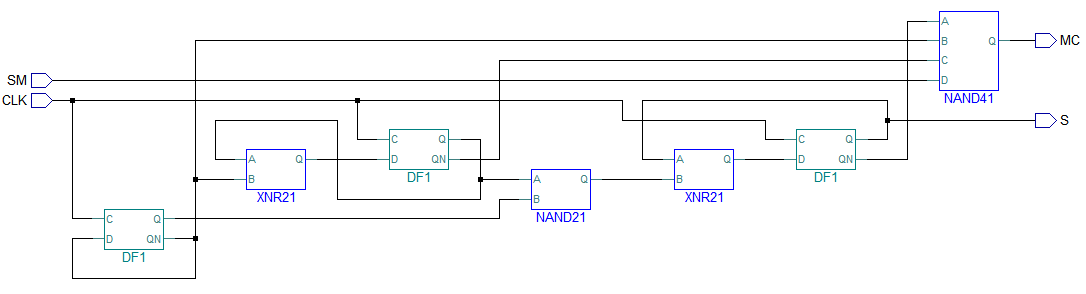 A
B Q MC
C
SM
D
CLK NAND41
S
C Q C Q
A Q D QN A Q D QN
B DF1 A Q B DF1
XNR21 B XNR21
C Q NAND21
D QN
DF1